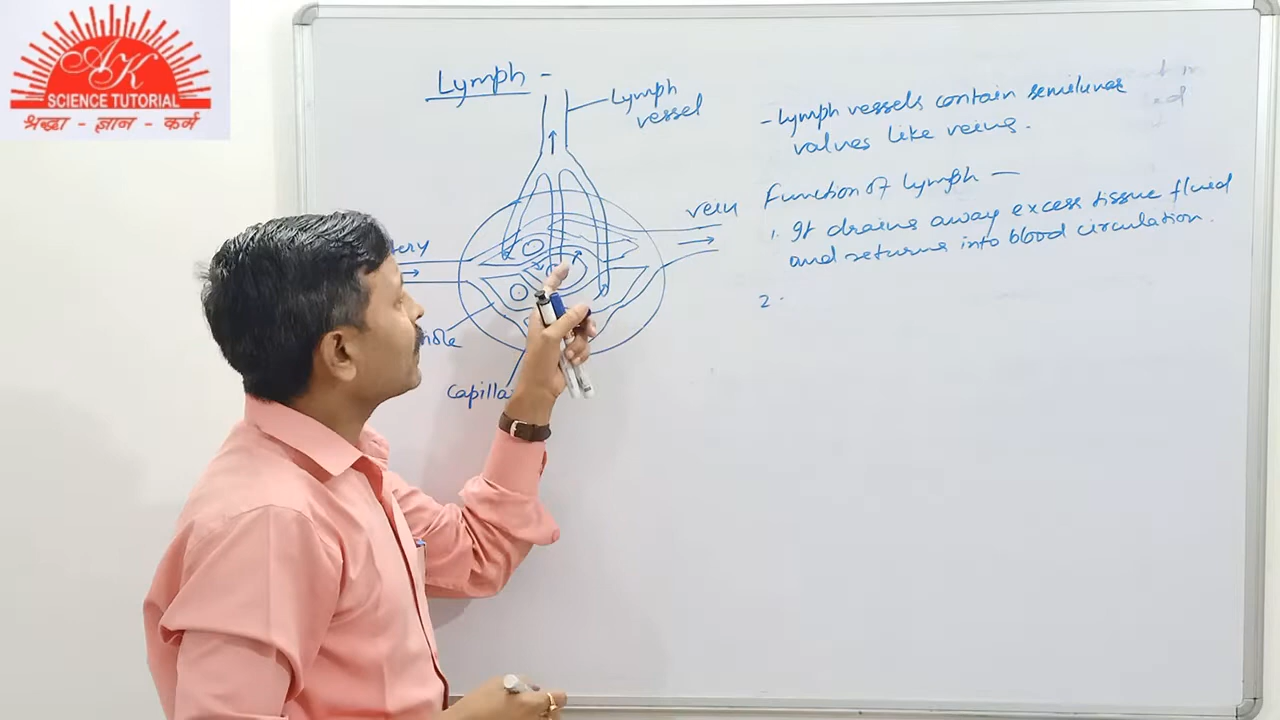 AK
SCIENCE TUTORIAL
श्रद्धा - ज्ञान - कर्म
Lymph -
Lymph
vessel
vein
Capilla
- Lymph vessels contain semilunar
valves like veins.
Function of lymph -
1. It drains away excess tissue fluid
and returns into blood circulation.
2.